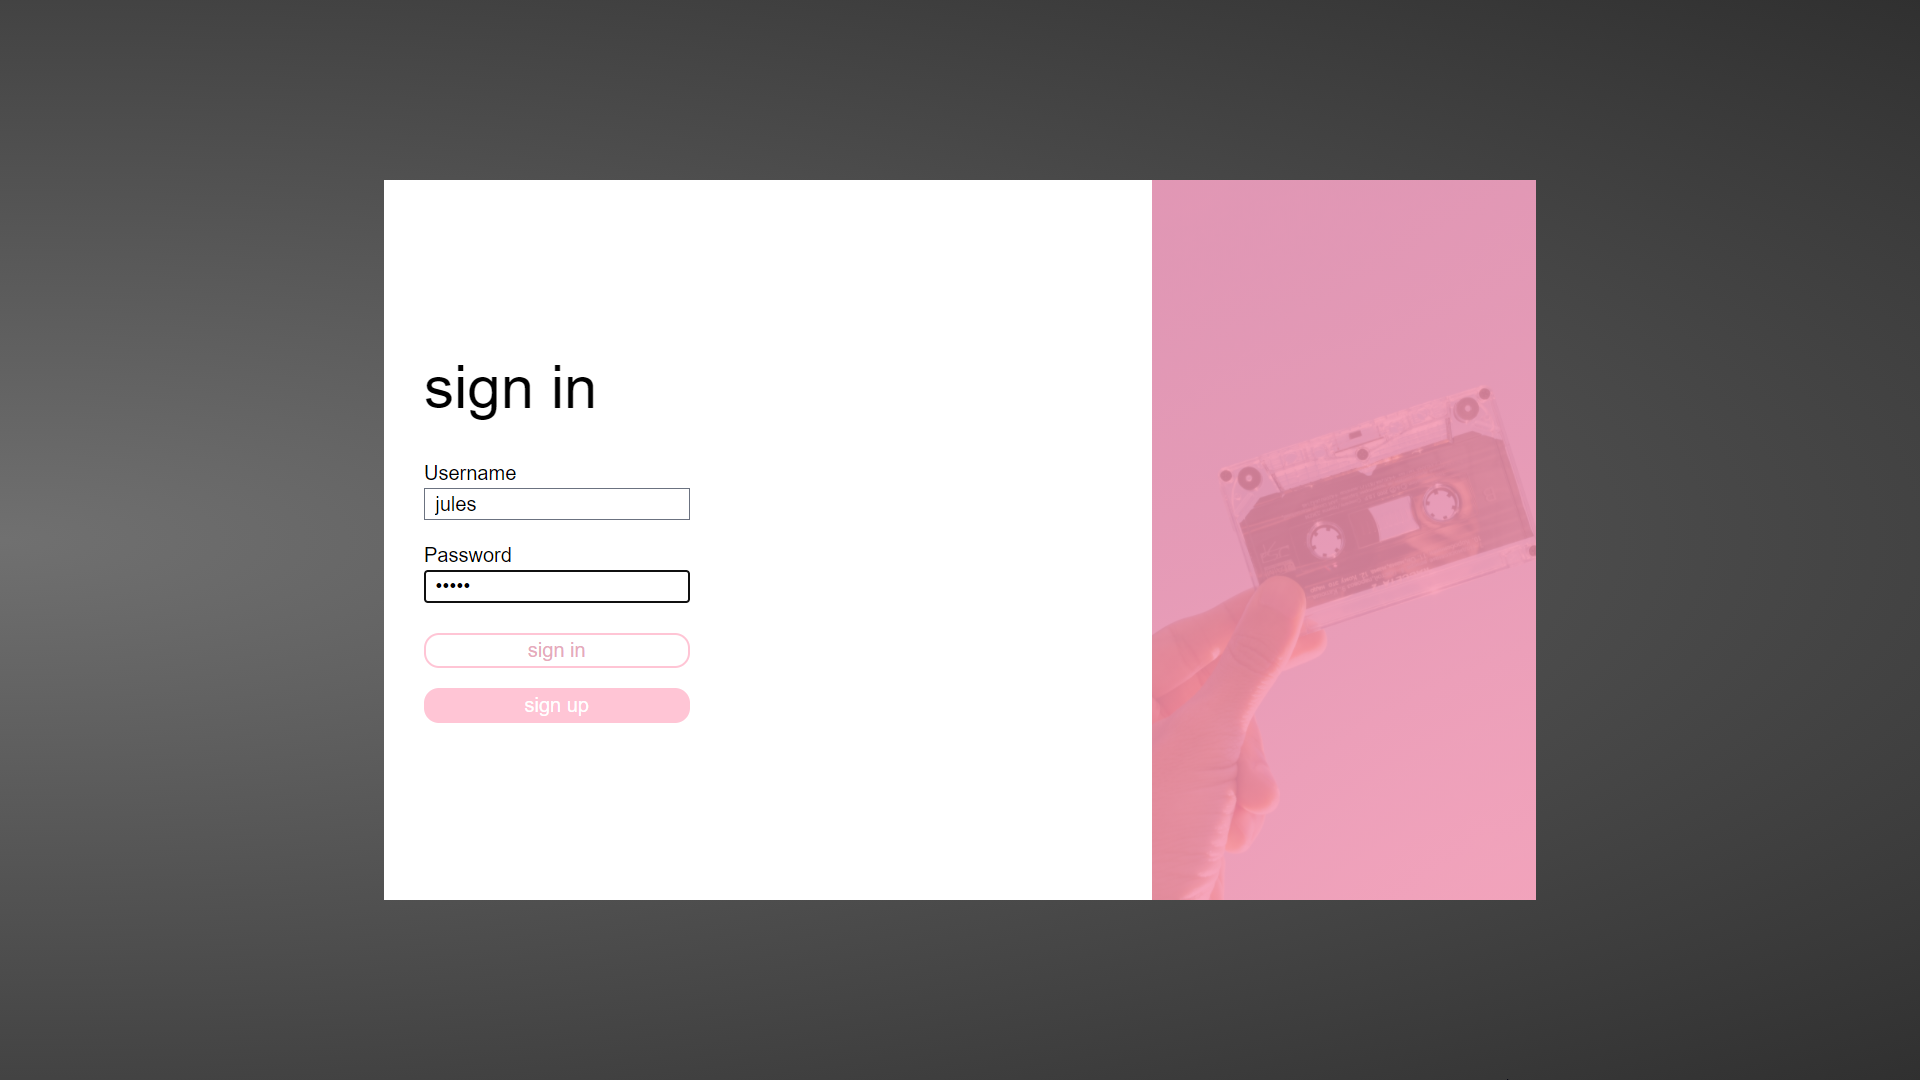 sign in
Username
jules
Password
•••••
sign in
sign up